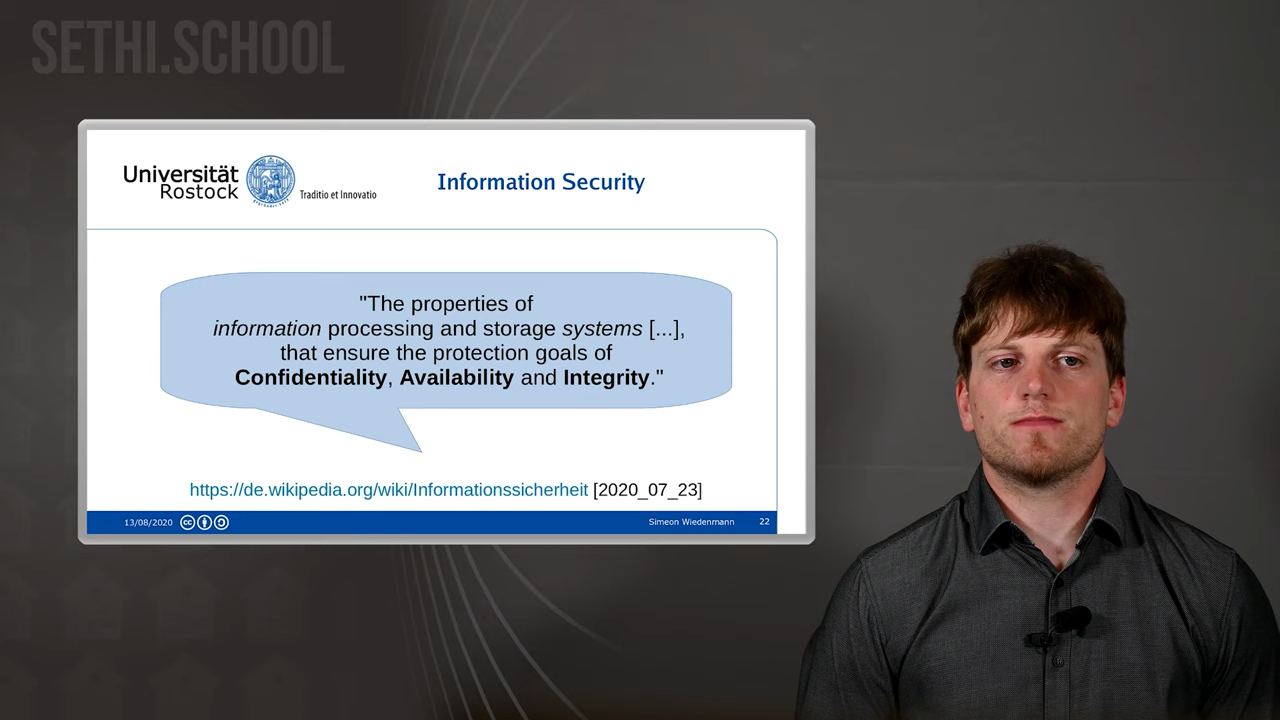 SETHI.SCHOOL
Universität
Rostock
Traditio et Innovatio
Information Security
"The properties of
information processing and storage systems [...],
that ensure the protection goals of
Confidentiality, Availability and Integrity."
https://de.wikipedia.org/wiki/Informationssicherheit [2020_07_23]
13/08/2020
cc
Simeon Wiedenmann
22